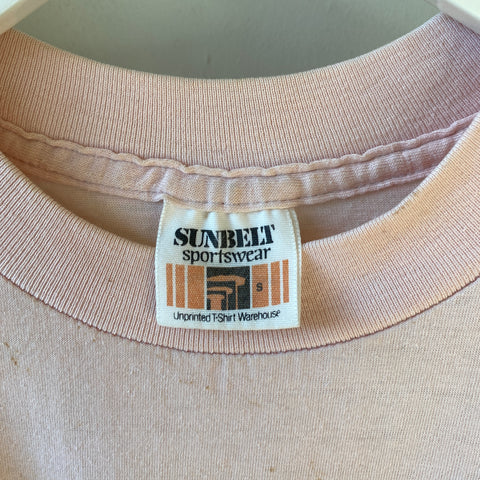 SUNBELT
sportswear
S
Unprinted T-Shirt Warehouse